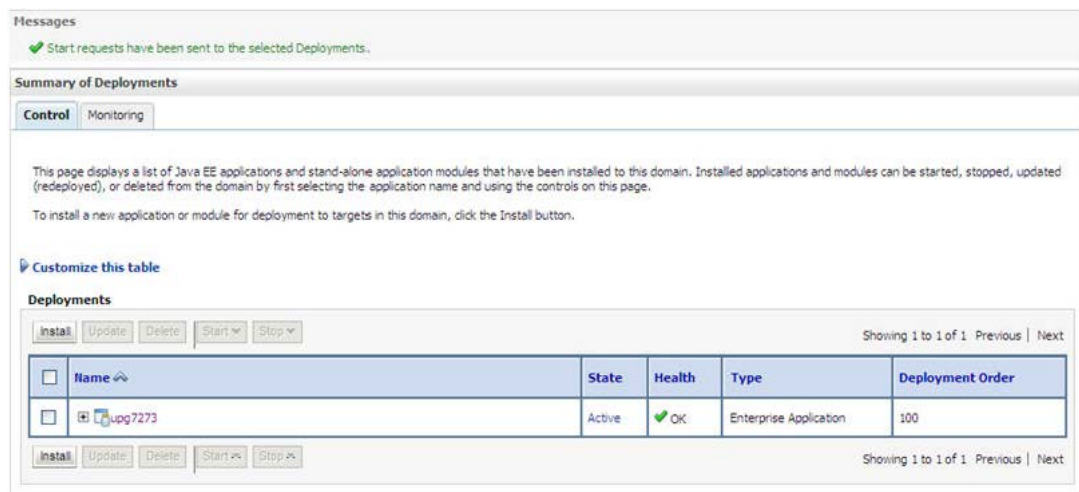 Messages
Start requests have been sent to the selected Deployments.
Summary of Deployments
Control Monitoring
This page displays a list of Java EE applications and stand-alone application modules that have been installed to this domain. Installed applications and modules can be started, stopped, updated
(redeployed), or deleted from the domain by first selecting the application name and using the controls on this page.
To install a new application or module for deployment to targets in this domain, click the Install button.
Customize this table
Deployments
Install Update Delete Start Stop Showing 1 to 1 of 1 Previous | Next
Name State Health Type Deployment Order
upg7273 Active OK Enterprise Application 100
Install Update Delete Start Stop Showing 1 to 1 of 1 Previous | Next